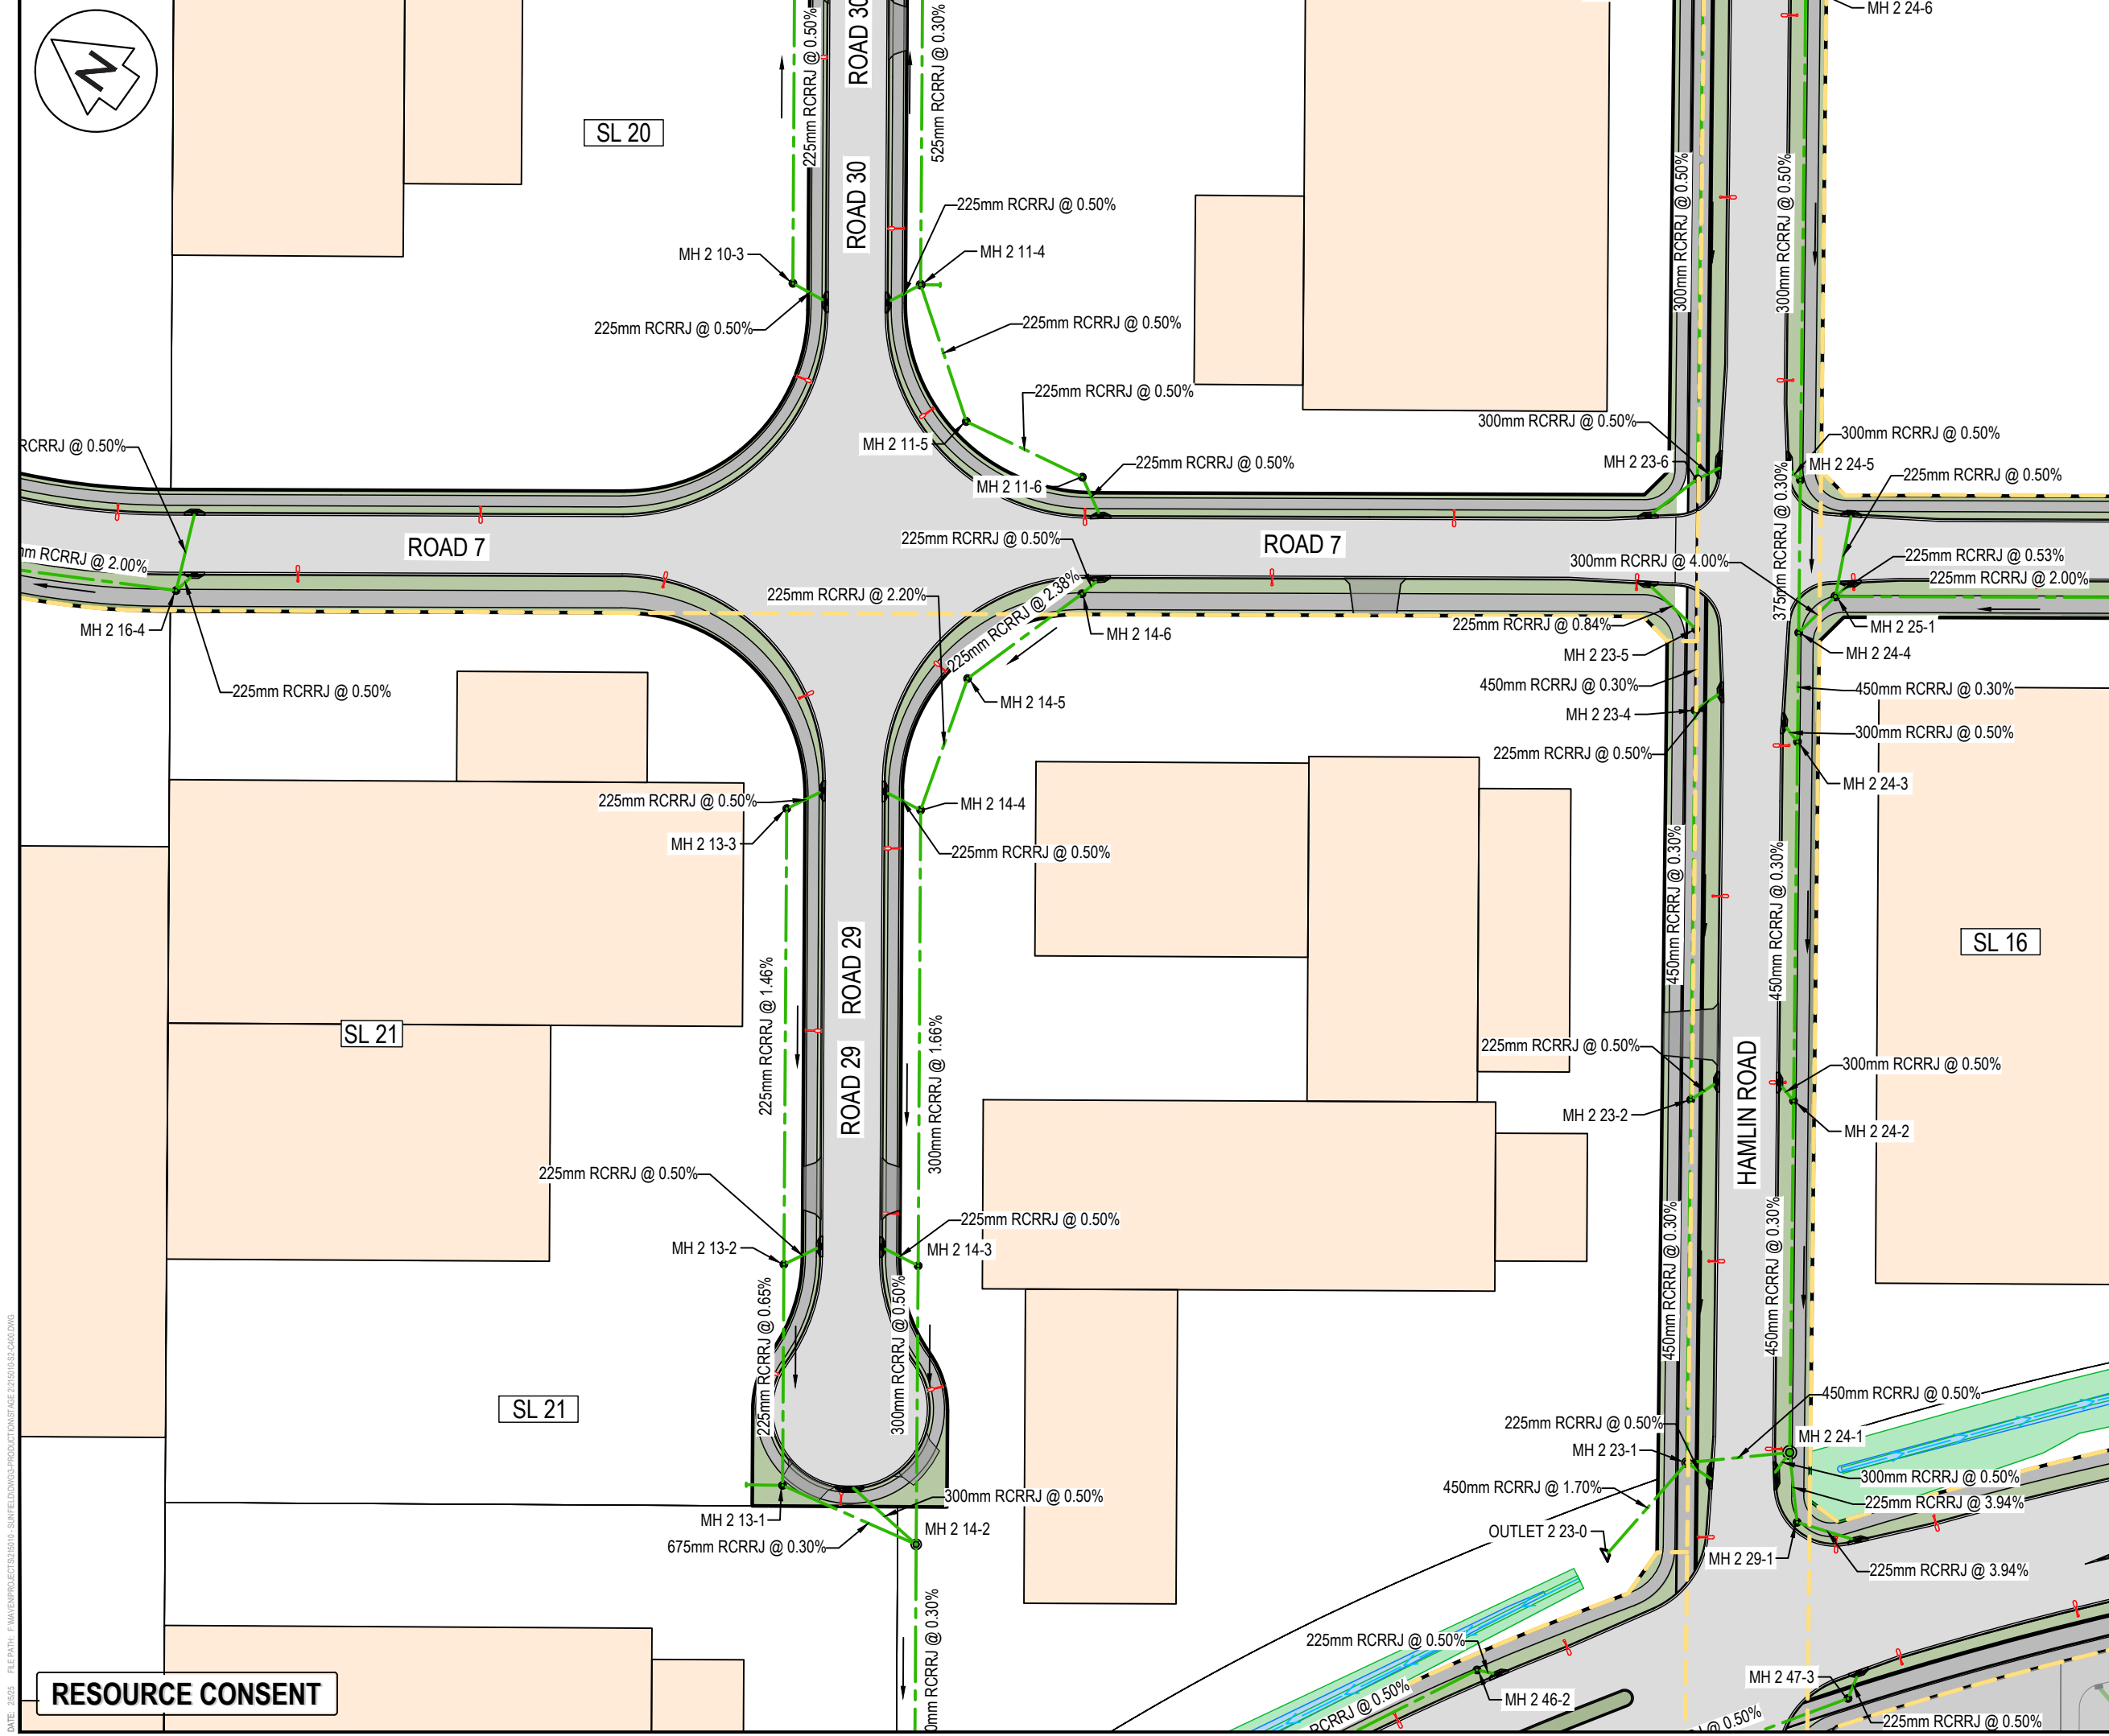 N
SL 20
225mm RCRRJ @ 0.50%
ROAD 30
525mm RCRRJ @ 0.30%
MH 2 24-6
ROAD 30
300mm RCRRJ @ 0.50%
300mm RCRRJ @ 0.50%
225mm RCRRJ @ 0.50%
MH 2 10-3
MH 2 11-4
225mm RCRRJ @ 0.50%
225mm RCRRJ @ 0.50%
225mm RCRRJ @ 0.50%
RCRRJ @ 0.50%
MH 2 11-5
300mm RCRRJ @ 0.50%
300mm RCRRJ @ 0.50%
225mm RCRRJ @ 0.50%
MH 2 23-6
MH 2 24-5
225mm RCRRJ @ 0.50%
MH 2 11-6
375mm RCRRJ @ 0.30%
ROAD 7
225mm RCRRJ @ 0.50%
ROAD 7
mm RCRRJ @ 2.00%
300mm RCRRJ @ 4.00%
225mm RCRRJ @ 0.53%
225mm RCRRJ @ 2.00%
225mm RCRRJ @ 2.20%
225mm RCRRJ @ 2.38%
MH 2 16-4
MH 2 14-6
225mm RCRRJ @ 0.84%
MH 2 25-1
MH 2 23-5
MH 2 24-4
225mm RCRRJ @ 0.50%
MH 2 14-5
450mm RCRRJ @ 0.30%
450mm RCRRJ @ 0.30%
MH 2 23-4
300mm RCRRJ @ 0.50%
225mm RCRRJ @ 0.50%
MH 2 24-3
225mm RCRRJ @ 0.50%
MH 2 14-4
MH 2 13-3
225mm RCRRJ @ 0.50%
450mm RCRRJ @ 0.30%
450mm RCRRJ @ 0.30%
SL 16
ROAD 29
225mm RCRRJ @ 1.46%
SL 21
ROAD 29
300mm RCRRJ @ 1.66%
225mm RCRRJ @ 0.50%
300mm RCRRJ @ 0.50%
HAMLIN ROAD
MH 2 23-2
MH 2 24-2
225mm RCRRJ @ 0.50%
225mm RCRRJ @ 0.50%
MH 2 13-2
MH 2 14-3
450mm RCRRJ @ 0.30%
450mm RCRRJ @ 0.30%
225mm RCRRJ @ 0.65%
300mm RCRRJ @ 0.50%
SL 21
450mm RCRRJ @ 0.50%
225mm RCRRJ @ 0.50%
MH 2 24-1
MH 2 23-1
300mm RCRRJ @ 0.50%
450mm RCRRJ @ 1.70%
300mm RCRRJ @ 0.50%
225mm RCRRJ @ 3.94%
MH 2 13-1
MH 2 14-2
OUTLET 2 23-0
675mm RCRRJ @ 0.30%
MH 2 29-1
225mm RCRRJ @ 3.94%
0mm RCRRJ @ 0.30%
225mm RCRRJ @ 0.50%
MH 2 47-3
MH 2 46-2
RCRRJ @ 0.50%
J @ 0.50%
225mm RCRRJ @ 0.50%
RESOURCE CONSENT